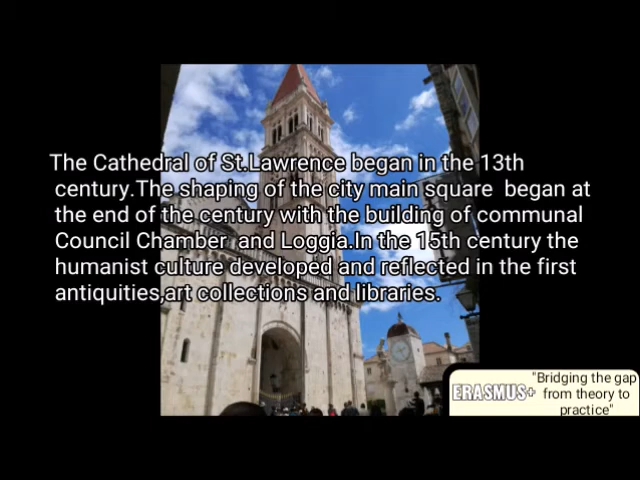 The Cathedral of St.Lawrence began in the 13th
century.The shaping of the city main square  began at
the end of the century with the building of communal
Council Chamber  and Loggia.In the 15th century the
humanist culture developed and reflected in the first
antiquities,art collections and libraries.
ERASMUS+
"Bridging the gap
from theory to
practice"